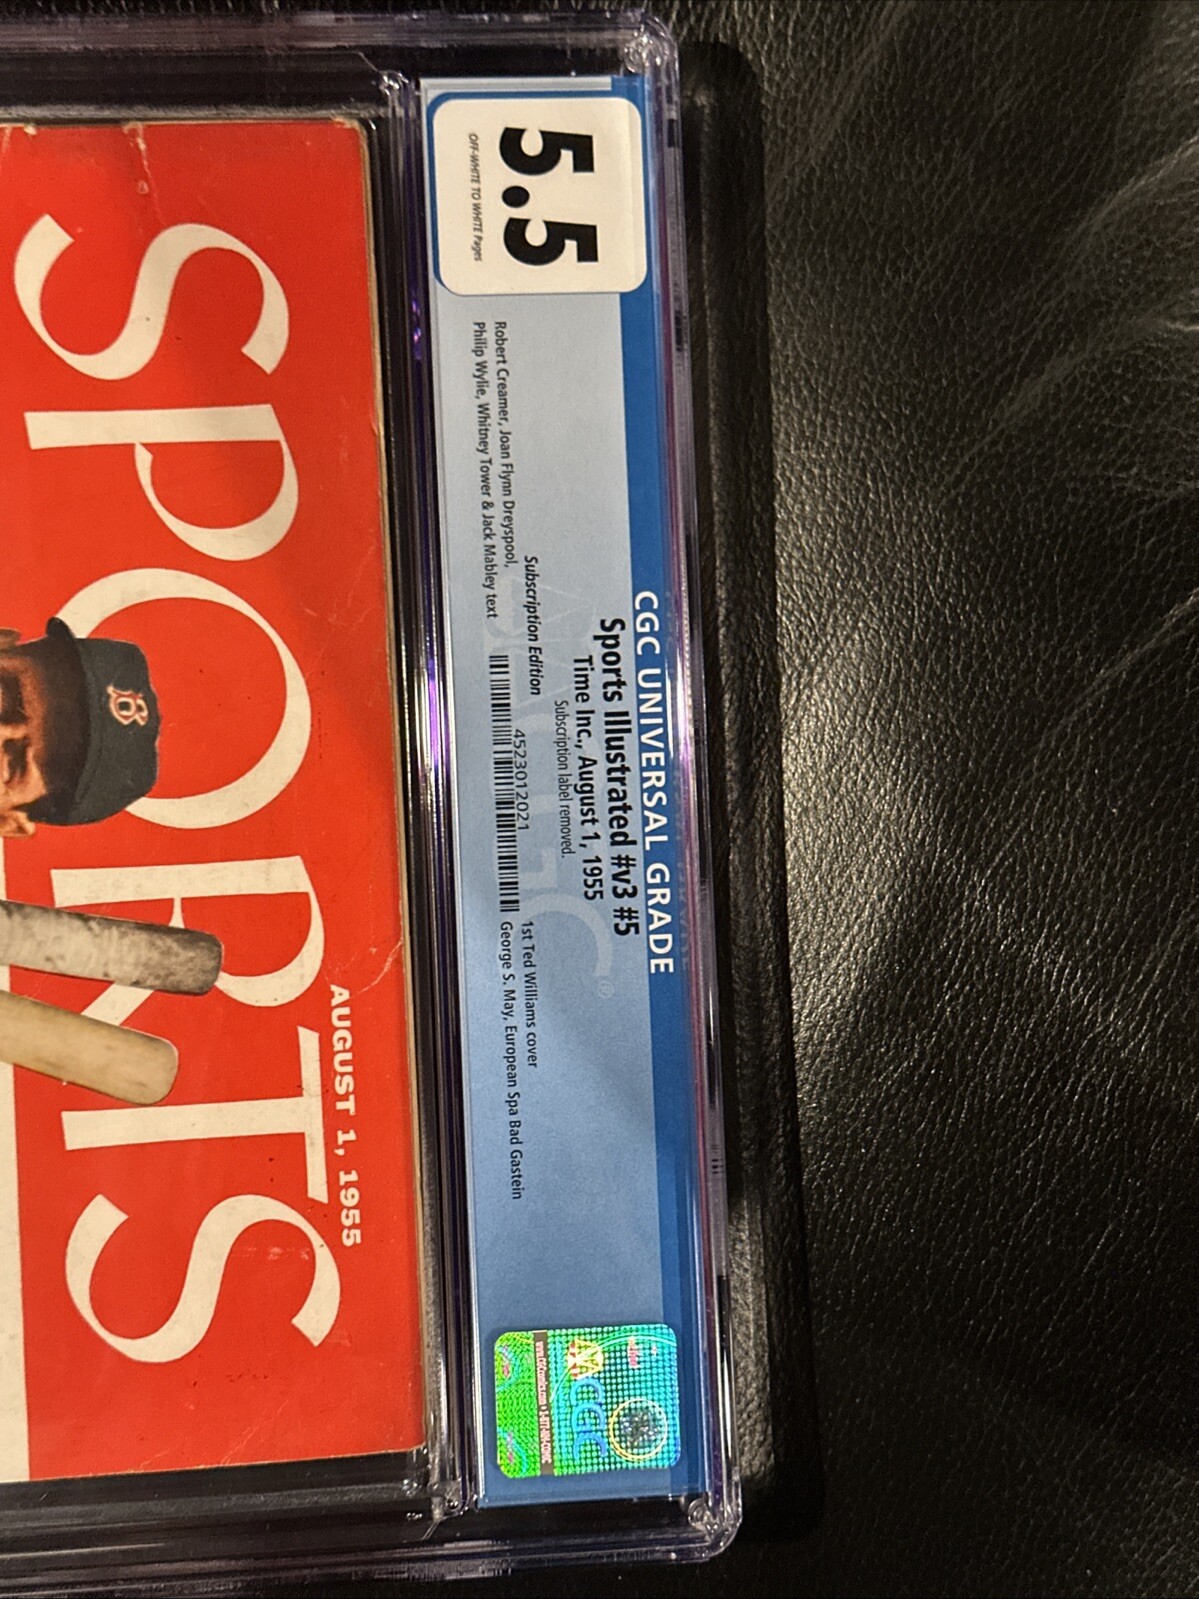 CGC UNIVERSAL GRADE
5.5
OFF-WHITE TO WHITE Pages
Sports Illustrated #v3 #5
Time Inc., August 1, 1955
Subscription label removed.
Subscription Edition
Robert Creamer, Joan Flynn Dreyspool,
Philip Wylie, Whitney Tower & Jack Mabley text
4523012021
1st Ted Williams cover
George S. May, European Spa Bad Gastein
CGC
AUGUST 1, 1955
SPORTS
B